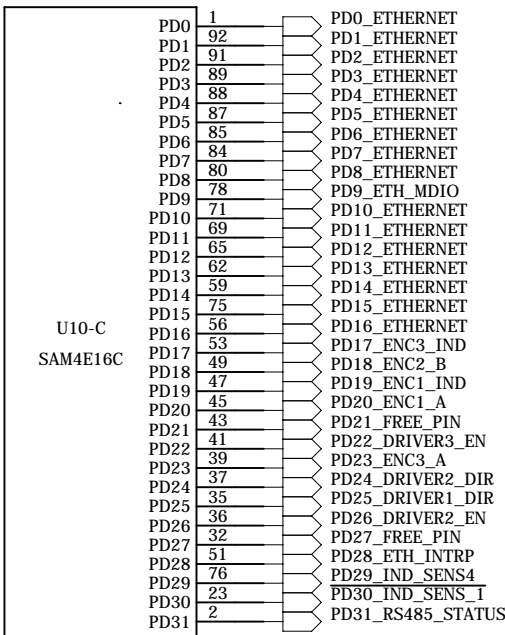 PD0 1 PD0_ETHERNET
PD1 92 PD1_ETHERNET
PD2 91 PD2_ETHERNET
PD3 89 PD3_ETHERNET
PD4 88 PD4_ETHERNET
PD5 87 PD5_ETHERNET
PD6 85 PD6_ETHERNET
PD7 84 PD7_ETHERNET
PD8 80 PD8_ETHERNET
PD9 78 PD9_ETH_MDIO
PD10 71 PD10_ETHERNET
PD11 69 PD11_ETHERNET
PD12 65 PD12_ETHERNET
PD13 62 PD13_ETHERNET
PD14 59 PD14_ETHERNET
PD15 75 PD15_ETHERNET
U10-C PD16 56 PD16_ETHERNET
PD17 53 PD17_ENC3_IND
SAM4E16C PD18 49 PD18_ENC2_B
PD19 47 PD19_ENC1_IND
PD20 45 PD20_ENC1_A
PD21 43 PD21_FREE_PIN
PD22 41 PD22_DRIVER3_EN
PD23 39 PD23_ENC3_A
PD24 37 PD24_DRIVER2_DIR
PD25 35 PD25_DRIVER1_DIR
PD26 36 PD26_DRIVER2_EN
PD27 32 PD27_FREE_PIN
PD28 51 PD28_ETH_INTRP
PD29 76 PD29_IND_SENS4
PD30 23 PD30_IND_SENS_1
PD31 2 PD31_RS485_STATUS